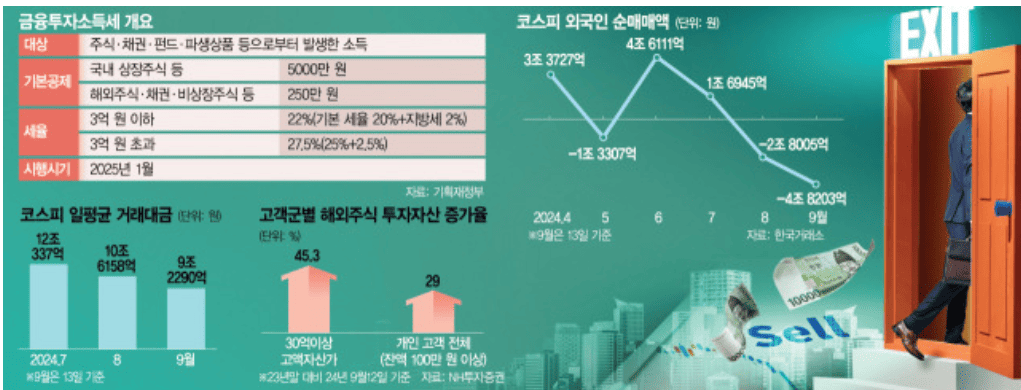 금융투자소득세 개요
대상 주식·채권·펀드·파생상품 등으로부터 발생한 소득
기본공제 국내 상장주식 등 5000만 원
해외주식·채권·비상장주식 등 250만 원
세율 3억 원 이하 22%(기본 세율 20%+지방세 2%)
3억 원 초과 27.5%(25%+2.5%)
시행시기 2025년 1월
자료: 기획재정부
코스피 일평균 거래대금 (단위: 원)
12조
337억
10조
6158억
9조
2290억
2024.7 8 9월
※9월은 13일 기준
고객군별 해외주식 투자자산 증가율
(단위: %)
45.3
29
30억이상
고액자산가
개인 고객 전체
(잔액 100만 원 이상)
※23년말 대비 24년 9월12일 기준 자료: NH투자증권
코스피 외국인 순매매액 (단위: 원)
3조 3727억
-1조 3307억
4조 6111억
1조 6945억
-2조 8005억
-4조 8203억
2024.4 5 6 7 8 9월
※9월은 13일 기준 자료: 한국거래소
EXIT
10000
Sell